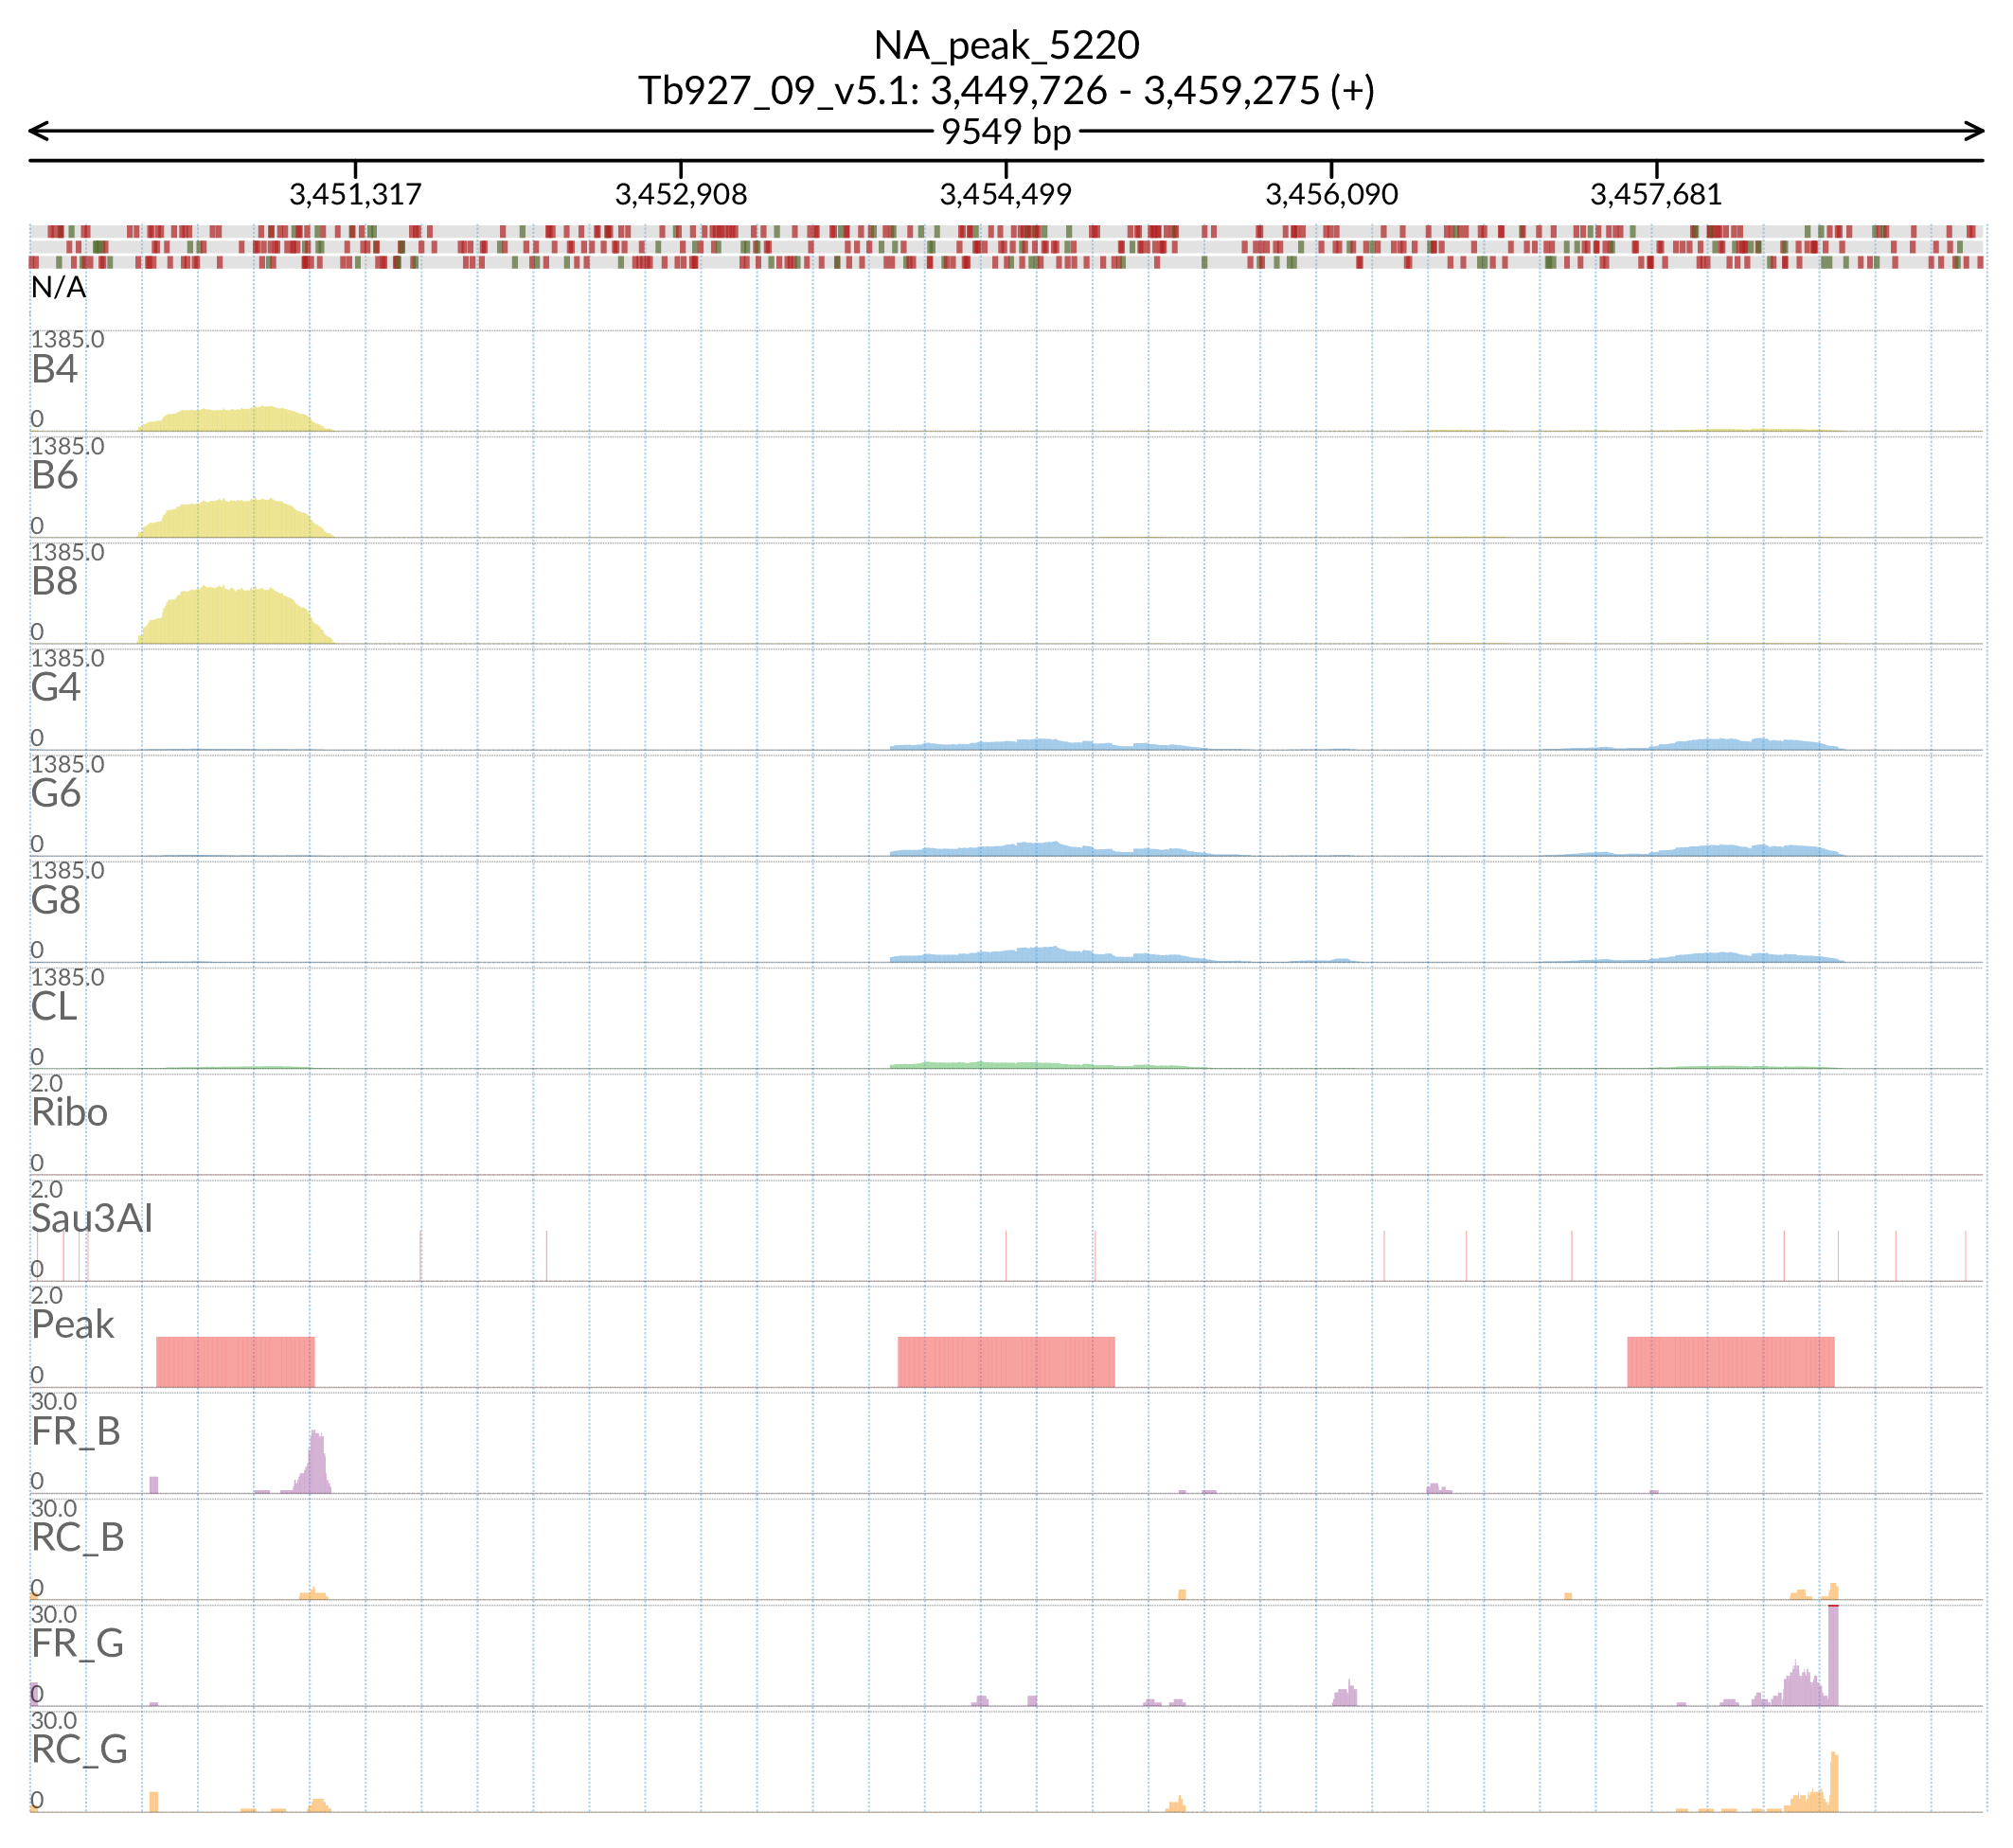 NA_peak_5220
Tb927_09_v5.1: 3,449,726 - 3,459,275 (+)
9549 bp
3,451,317 3,452,908 3,454,499 3,456,090 3,457,681
N/A
1385.0
B4
0
1385.0
B6
0
1385.0
B8
0
1385.0
G4
0
1385.0
G6
0
1385.0
G8
0
1385.0
CL
0
2.0
Ribo
0
2.0
Sau3AI
0
2.0
Peak
0
30.0
FR_B
0
30.0
RC_B
0
30.0
FR_G
0
30.0
RC_G
0